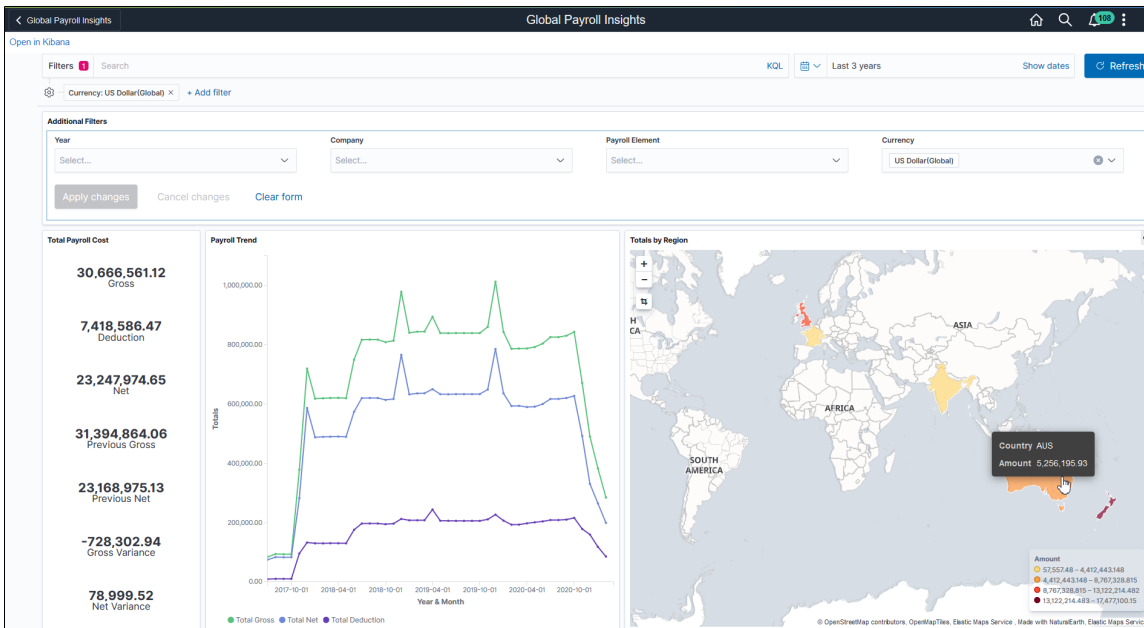 Global Payroll Insights
Global Payroll Insights
108
Open in Kibana
Filters 1 Search KQL Last 3 years Show dates Refresh
Currency: US Dollar(Global) × + Add filter
Additional Filters
Year Company Payroll Element Currency
Select... Select... Select... US Dollar(Global)
Apply changes Cancel changes Clear form
Total Payroll Cost
30,666,561.12
Gross
7,418,586.47
Deduction
23,247,974.65
Net
31,394,864.06
Previous Gross
23,168,975.13
Previous Net
-728,302.94
Gross Variance
78,999.52
Net Variance
Payroll Trend
Totals
1,000,000.00
800,000.00
600,000.00
400,000.00
200,000.00
0.00
2017-10-01 2018-04-01 2018-10-01 2019-04-01 2019-10-01 2020-04-01 2020-10-01
Year & Month
Total Gross Total Net Total Deduction
Totals by Region
+
−
H
CA
ASIA
AFRICA
SOUTH
AMERICA
Country AUS
Amount 5,256,195.93
Amount
57,557.48 – 4,412,443.148
4,412,443.148 – 8,767,328.815
8,767,328.815 – 13,122,214.482
13,122,214.483 – 17,477,100.15
© OpenStreetMap contributors, OpenMapTiles, Elastic Maps Service , Made with NaturalEarth, Elastic Maps Servic